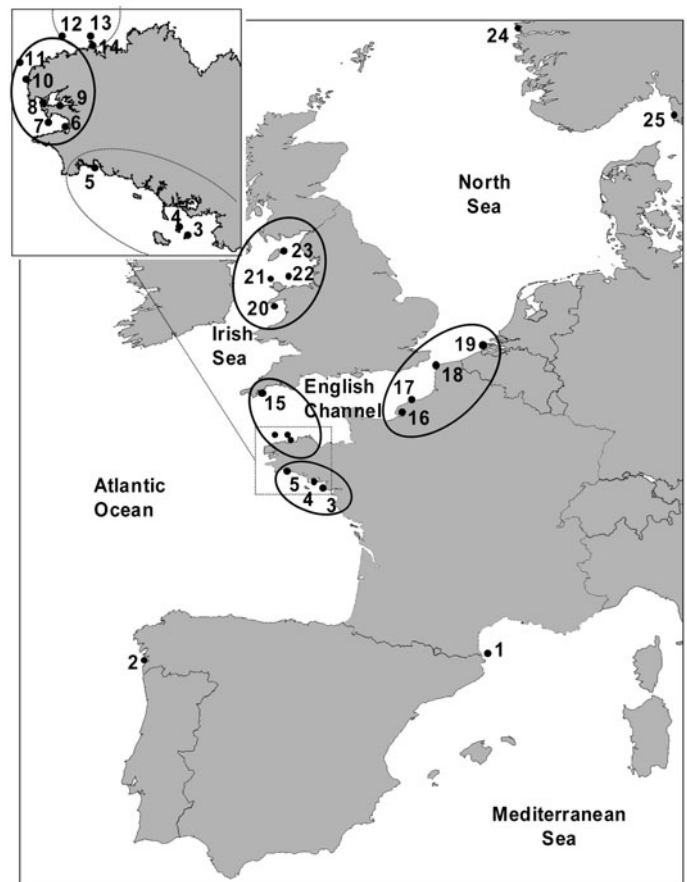 12 13
14
11
10
8 9
7 6
5
4 3
24
25
North
Sea
23
21 22
20
Irish
Sea
19
18
English
Channel
17
16
15
5
4 3
Atlantic
Ocean
1
2
Mediterranean
Sea